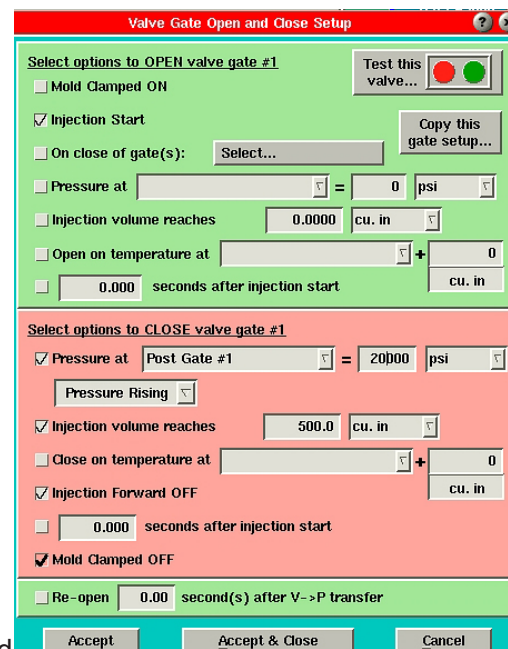 Valve Gate Open and Close Setup ?
Select options to OPEN valve gate #1
Test this
valve...
Mold Clamped ON
Injection Start
Copy this
gate setup...
On close of gate(s): Select...
Pressure at = 0 psi
Injection volume reaches 0.0000 cu. in
Open on temperature at + 0
cu. in
0.000 seconds after injection start
Select options to CLOSE valve gate #1
Pressure at Post Gate #1 = 20000 psi
Pressure Rising
Injection volume reaches 500.0 cu. in
Close on temperature at + 0
cu. in
Injection Forward OFF
0.000 seconds after injection start
Mold Clamped OFF
Re-open 0.00 second(s) after V->P transfer
Accept Accept & Close Cancel